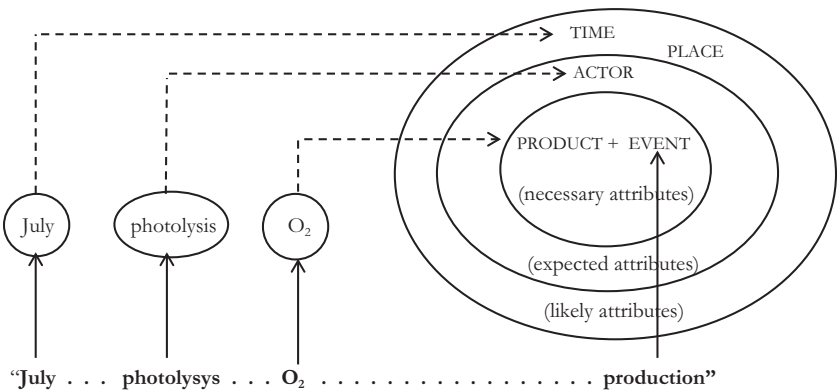 TIME
PLACE
ACTOR
PRODUCT + EVENT
(necessary attributes)
July
photolysis
O₂
(expected attributes)
(likely attributes)
“July . . . photolysys . . . O₂ . . . . . . . . . . . . . . . . . . . production”